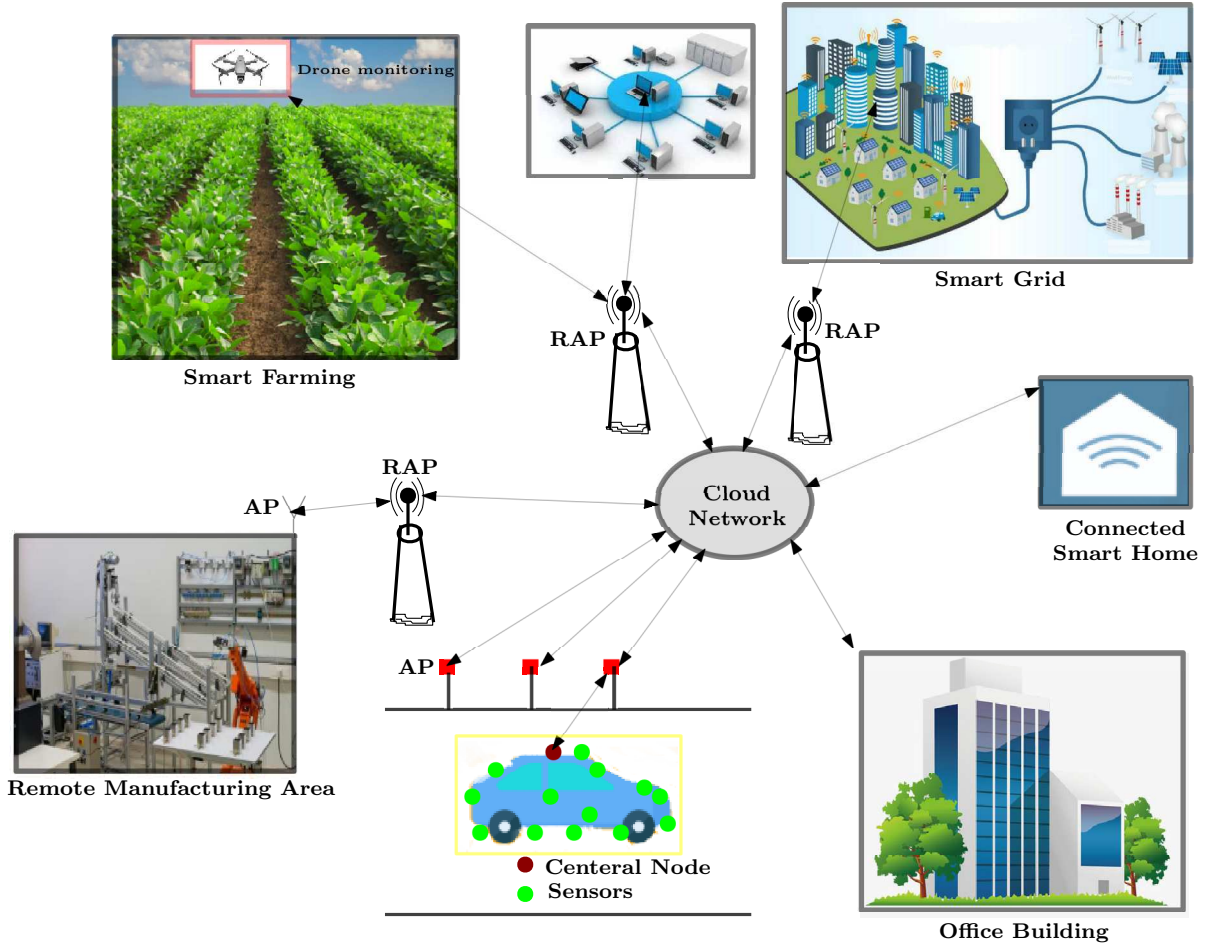 Drone monitoring
Smart Grid
RAP
RAP
Smart Farming
RAP
AP
Cloud
Network
Connected
Smart Home
AP
Remote Manufacturing Area
Centeral Node
Sensors
Office Building